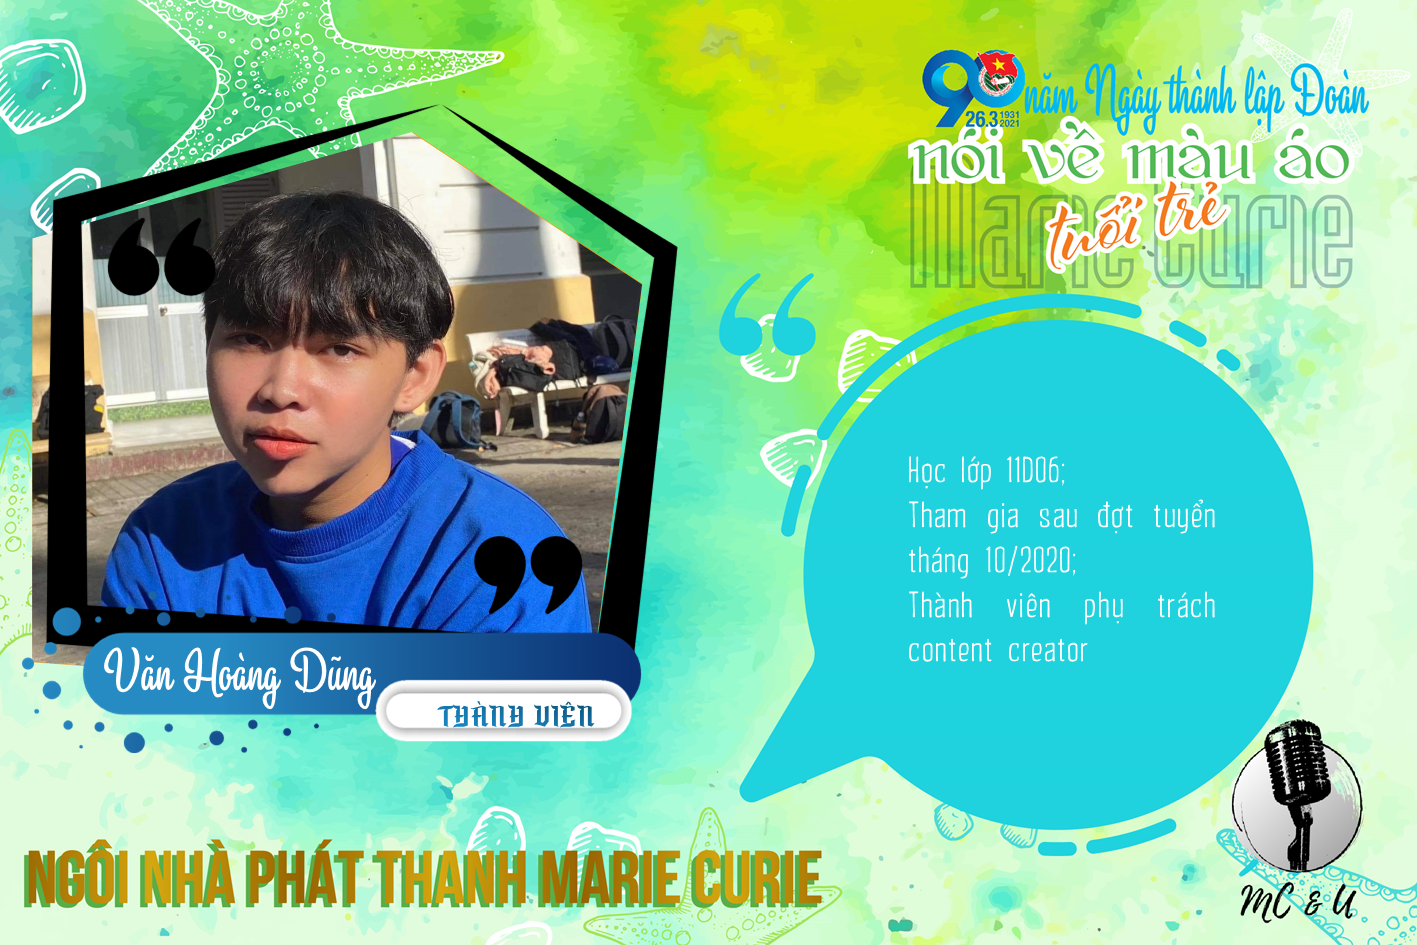 90 năm Ngày thành lập Đoàn
26.3 1931 2021
nói về màu áo
tuổi trẻ
Marie Curie
Học lớp 11D06;
Tham gia sau đợt tuyển
tháng 10/2020;
Thành viên phụ trách
content creator
Văn Hoàng Dũng
THÀNH VIÊN
NGÔI NHÀ PHÁT THANH MARIE CURIE
MC & U